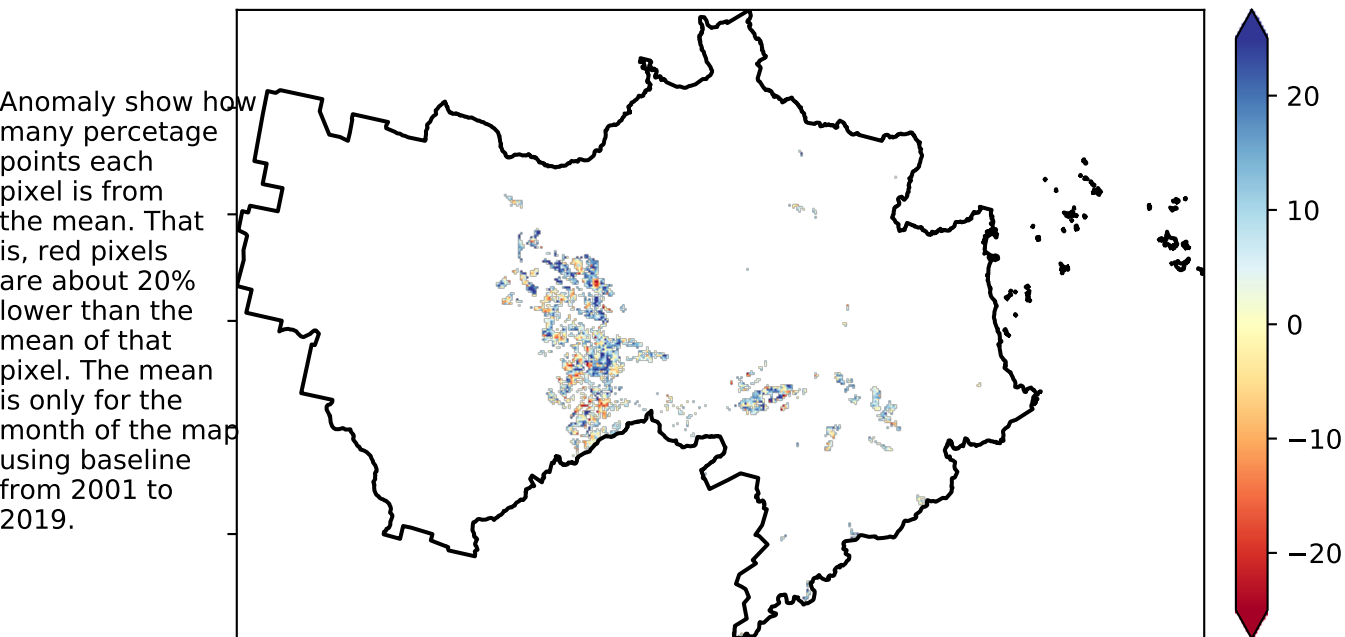 Anomaly show how
many percetage
points each
pixel is from
the mean. That
is, red pixels
are about 20%
lower than the
mean of that
pixel. The mean
is only for the
month of the map
using baseline
from 2001 to
2019.
20
10
0
−10
−20